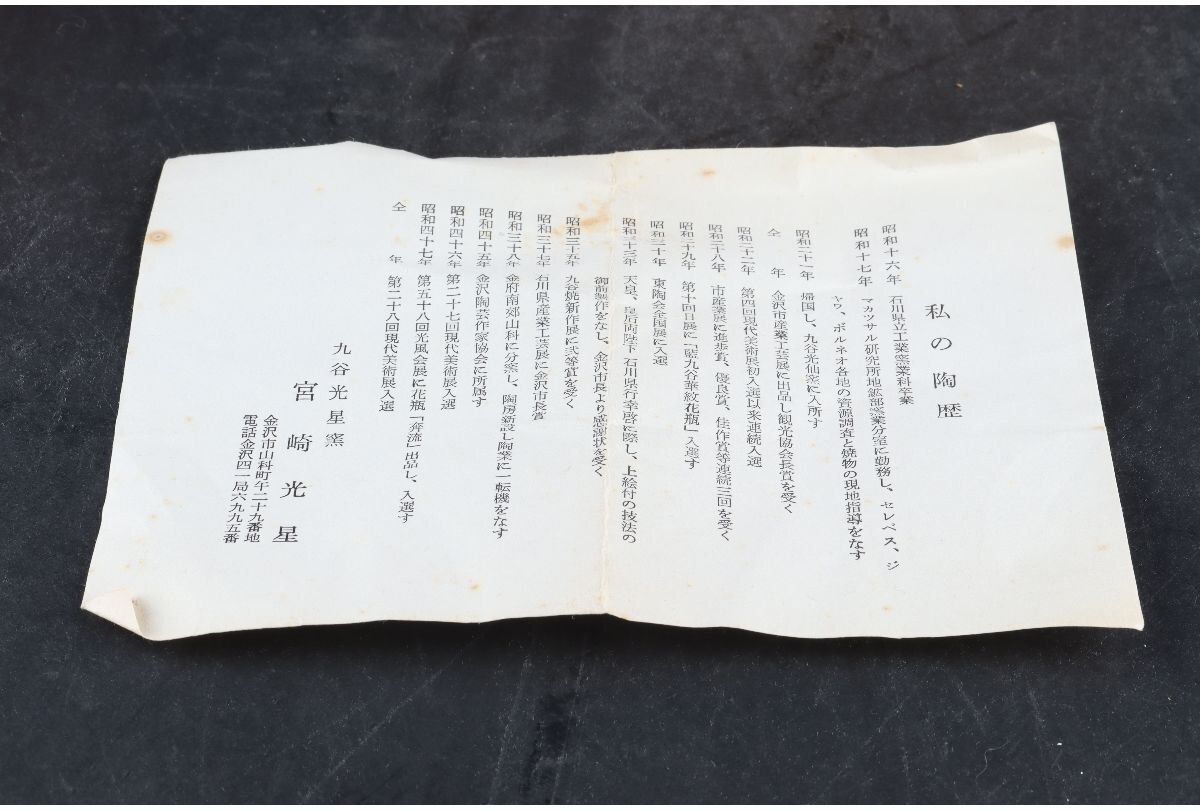 私の陶歴
昭和十六年 石川県立工業窯業科卒業
昭和十七年 マカツサル研究所地鉱部窯業分室に勤務し、セレベス、ジ
ヤワ、ボルネオ各地の資源調査と焼物の現地指導をなす
昭和二十一年 帰国し、九谷光仙窯に入所す
仝年 金沢市産業工芸展に出品し観光協会長賞を受く
昭和二十二年 第四回現代美術展初入選以来連続入選
昭和二十八年 市産業展に進歩賞、優良賞、佳作賞等連続三回を受く
昭和二十九年 第十回日展に「藍九谷華紋花瓶」入選す
昭和三十年 東陶会全国展に入選
昭和三十三年 天皇、皇后両陛下石川県行幸啓に際し、上絵付の技法の
御前製作をなし、金沢市長より感謝状を受く
昭和三十五年 九谷焼新作展に弐等賞を受く
昭和三十七年 石川県産業工芸展に金沢市長賞
昭和三十八年 金府南郊山科に分窯し、陶房新設し陶業に一転機をなす
昭和四十五年 金沢陶芸作家協会に所属す
昭和四十六年 第二十七回現代美術展入選
昭和四十七年 第五十八回光風会展に花瓶「奔流」出品し、入選す
仝年 第二十八回現代美術展入選
九谷光星窯
宮崎光星
金沢市山科町午二十九番地
電話金沢四一局六九九五番